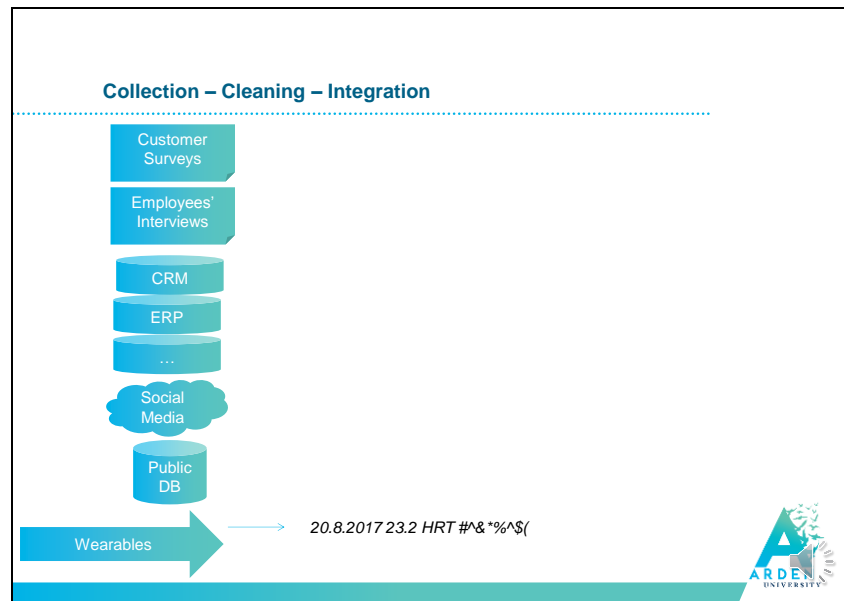 Collection – Cleaning – Integration
Customer
Surveys
Employees'
Interviews
CRM
ERP
…
Social
Media
Public
DB
Wearables
20.8.2017 23.2 HRT #^&*%^$(
ARDE
UNIVERSITY